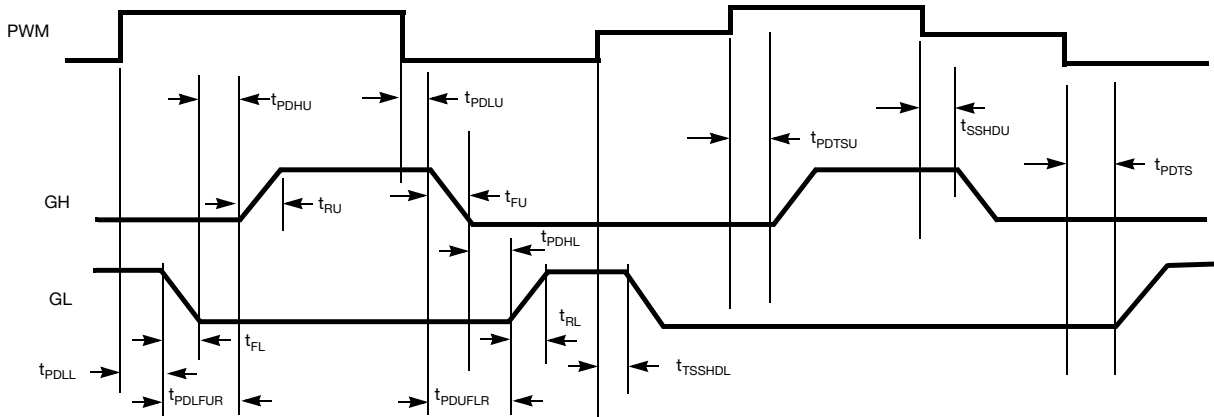 PWM
tPDHU
tPDLU
tPDTSU
tSSHDU
tPDTS
GH
tRU
tFU
tPDHL
GL
tFL
tRL
tPDLL
tPDLFUR
tPDUFLR
tTSSHDL